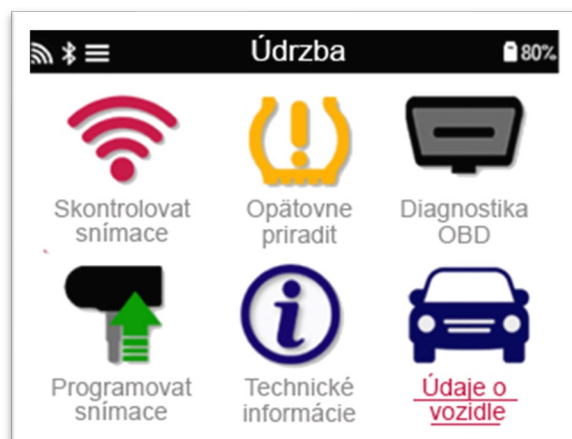 Údrzba
80%
Skontrolovat
snímace
Opätovne
priradit
Diagnostika
OBD
Programovat
snímace
Technické
informácie
Údaje o
vozidle